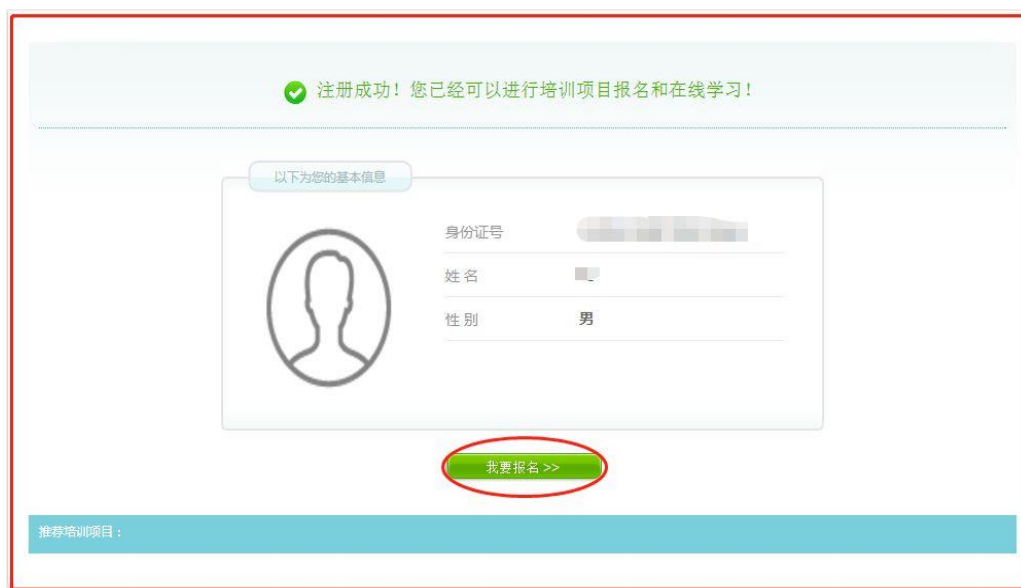 注册成功！您已经可以进行培训项目报名和在线学习！
以下为您的基本信息
身份证号
姓 名
性 别 男
我要报名 >>
推荐培训项目：